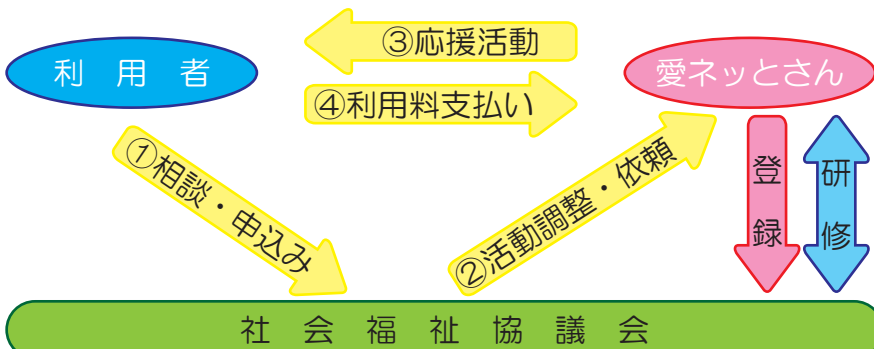 ③応援活動
利用者
愛ネッとさん
④利用料支払い
①相談・申込み
②活動調整・依頼
登録
研修
社会福祉協議会